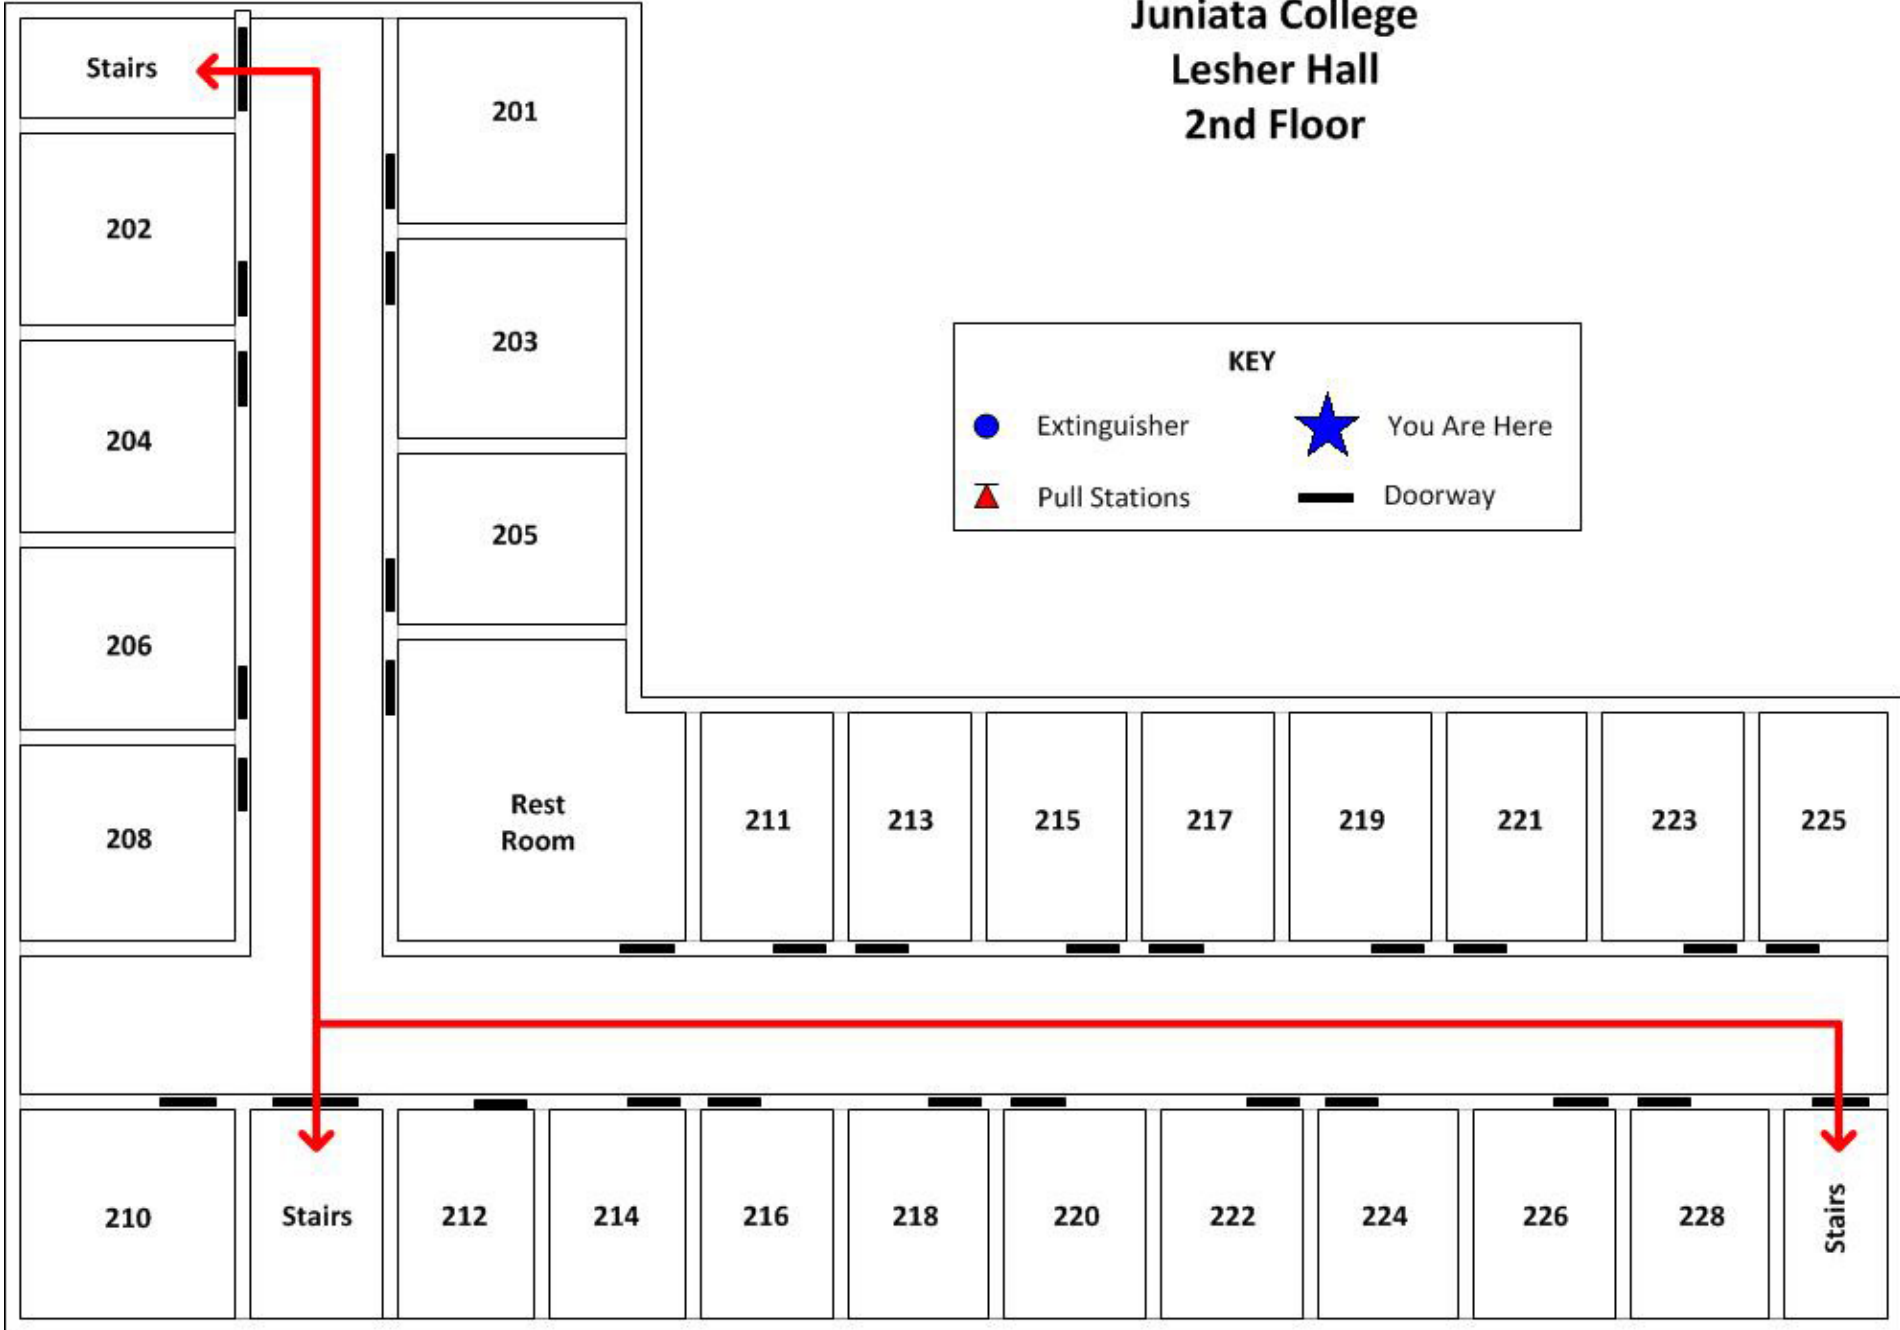 Juniata College
Lesher Hall
2nd Floor
Stairs
201
202
203
204
205
206
208
KEY
Extinguisher
You Are Here
Pull Stations
Doorway
Rest
Room
211
213
215
217
219
221
223
225
210
Stairs
212
214
216
218
220
222
224
226
228
Stairs